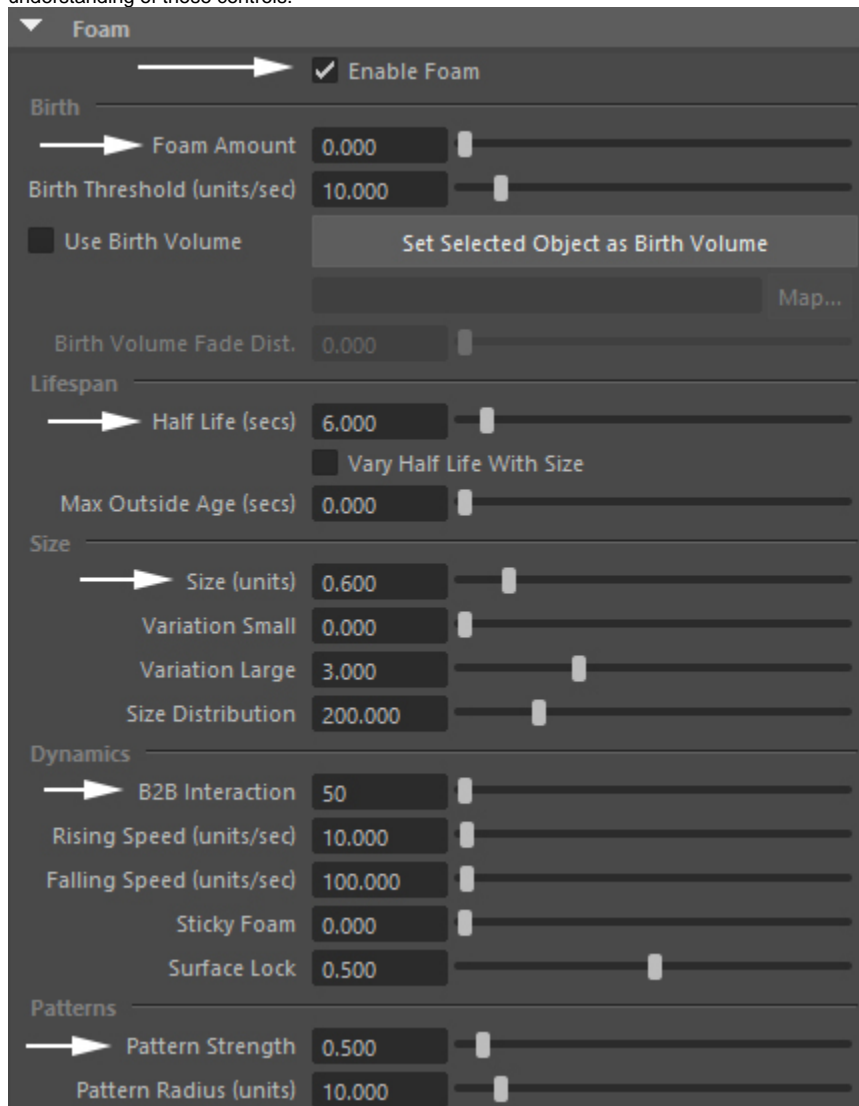 understanding of those controls.
Foam
Enable Foam
Birth
Foam Amount 0.000
Birth Threshold (units/sec) 10.000
Use Birth Volume Set Selected Object as Birth Volume
Map...
Birth Volume Fade Dist. 0.000
Lifespan
Half Life (secs) 6.000
Vary Half Life With Size
Max Outside Age (secs) 0.000
Size
Size (units) 0.600
Variation Small 0.000
Variation Large 3.000
Size Distribution 200.000
Dynamics
B2B Interaction 50
Rising Speed (units/sec) 10.000
Falling Speed (units/sec) 100.000
Sticky Foam 0.000
Surface Lock 0.500
Patterns
Pattern Strength 0.500
Pattern Radius (units) 10.000